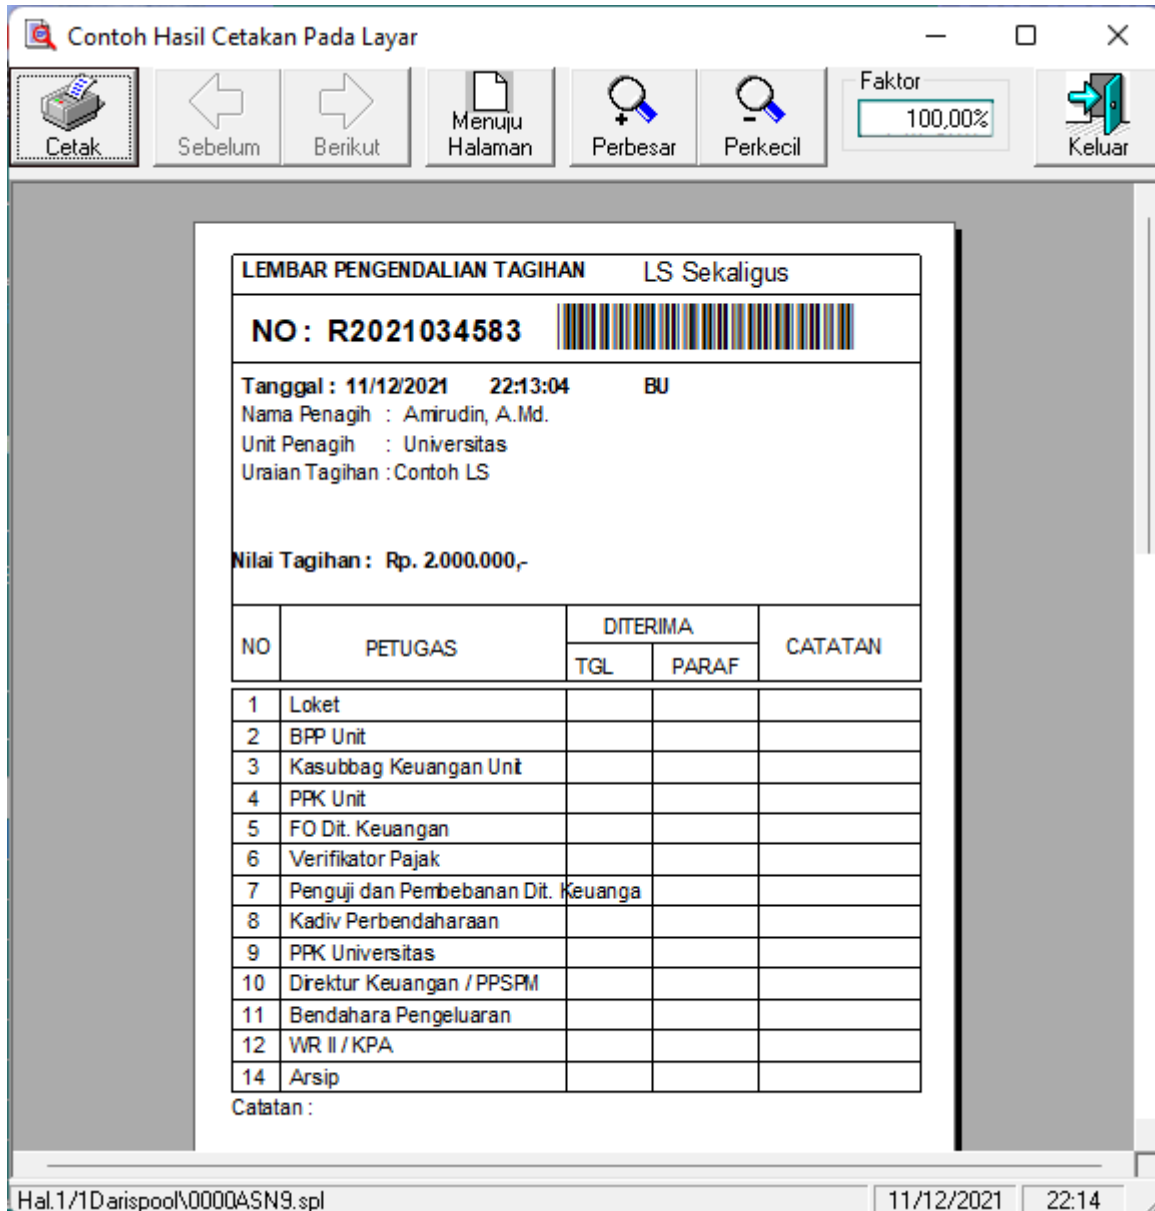 Contoh Hasil Cetakan Pada Layar
Cetak
Sebelum
Berikut
Menuju
Halaman
Perbesar
Perkecil
Faktor
100,00%
Keluar
LEMBAR PENGENDALIAN TAGIHAN LS Sekaligus
NO : R2021034583
Tanggal : 11/12/2021 22:13:04 BU
Nama Penagih : Amirudin, A.Md.
Unit Penagih : Universitas
Uraian Tagihan : Contoh LS
Nilai Tagihan : Rp. 2.000.000,-
NO PETUGAS DITERIMA CATATAN
TGL PARAF
1 Loket
2 BPP Unit
3 Kasubbag Keuangan Unit
4 PPK Unit
5 FO Dit. Keuangan
6 Verifikator Pajak
7 Penguji dan Pembebanan Dit. Keuanga
8 Kadiv Perbendaharaan
9 PPK Universitas
10 Direktur Keuangan / PPSPM
11 Bendahara Pengeluaran
12 WR II / KPA
14 Arsip
Catatan :
Hal.1/1Darispool\0000ASN9.spl 11/12/2021 22:14